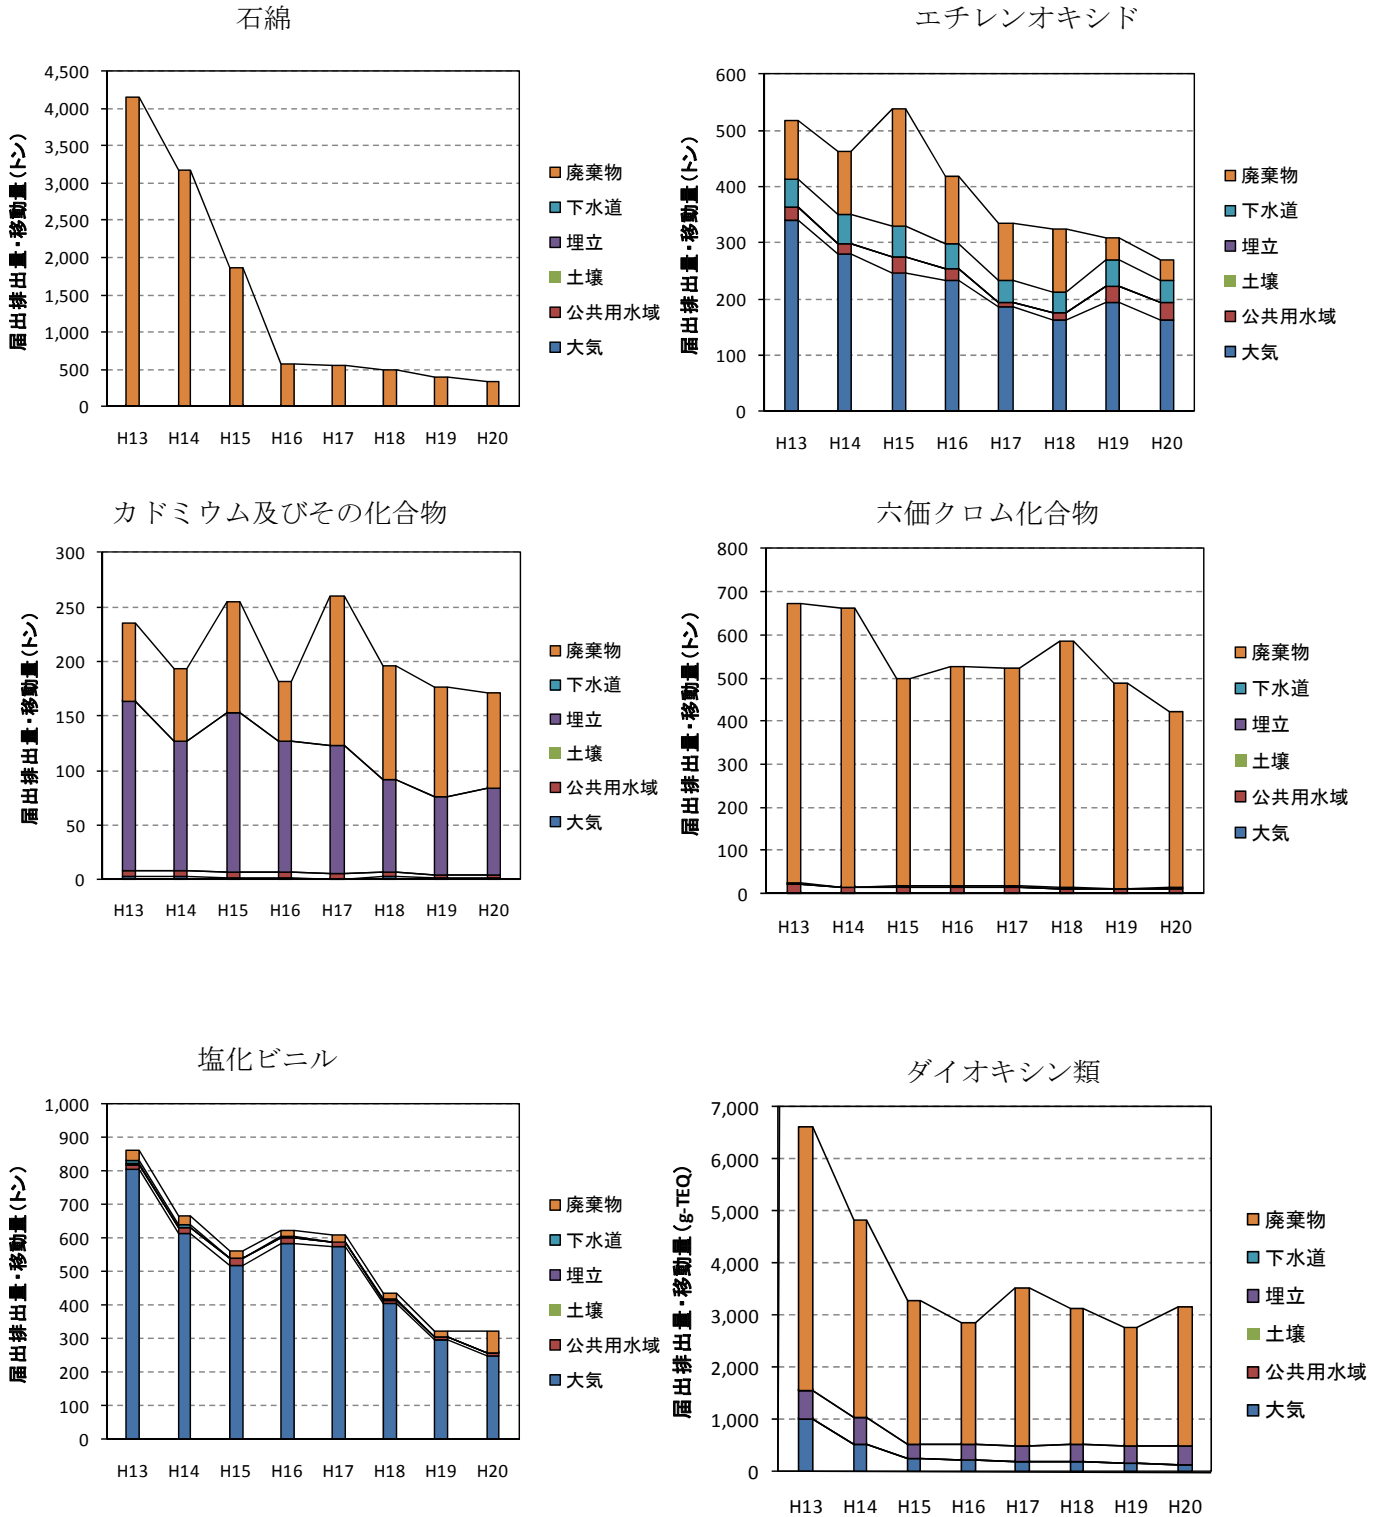 石綿
4,500
4,000
3,500
3,000
2,500
2,000
1,500
1,000
500
0
届出排出量・移動量(トン)
H13 H14 H15 H16 H17 H18 H19 H20
廃棄物
下水道
埋立
土壌
公共用水域
大気
エチレンオキシド
600
500
400
300
200
100
0
届出排出量・移動量(トン)
H13 H14 H15 H16 H17 H18 H19 H20
廃棄物
下水道
埋立
土壌
公共用水域
大気
カドミウム及びその化合物
300
250
200
150
100
50
0
届出排出量・移動量(トン)
H13 H14 H15 H16 H17 H18 H19 H20
廃棄物
下水道
埋立
土壌
公共用水域
大気
六価クロム化合物
800
700
600
500
400
300
200
100
0
届出排出量・移動量(トン)
H13 H14 H15 H16 H17 H18 H19 H20
廃棄物
下水道
埋立
土壌
公共用水域
大気
塩化ビニル
1,000
900
800
700
600
500
400
300
200
100
0
届出排出量・移動量(トン)
H13 H14 H15 H16 H17 H18 H19 H20
廃棄物
下水道
埋立
土壌
公共用水域
大気
ダイオキシン類
7,000
6,000
5,000
4,000
3,000
2,000
1,000
0
届出排出量・移動量(g-TEQ)
H13 H14 H15 H16 H17 H18 H19 H20
廃棄物
下水道
埋立
土壌
公共用水域
大気